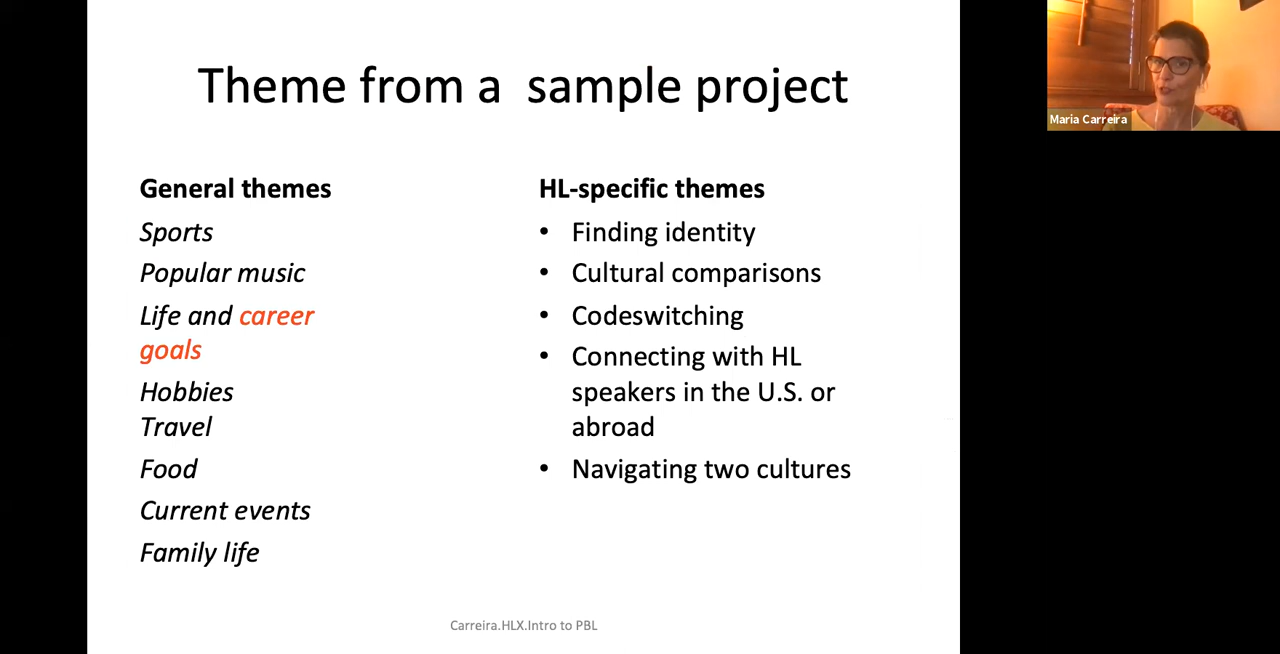 Theme from a  sample project
General themes
Sports
Popular music
Life and career
goals
Hobbies
Travel
Food
Current events
Family life
HL-specific themes
• Finding identity
• Cultural comparisons
• Codeswitching
• Connecting with HL
speakers in the U.S. or
abroad
• Navigating two cultures
Carreira.HLX.Intro to PBL
Maria Carreira